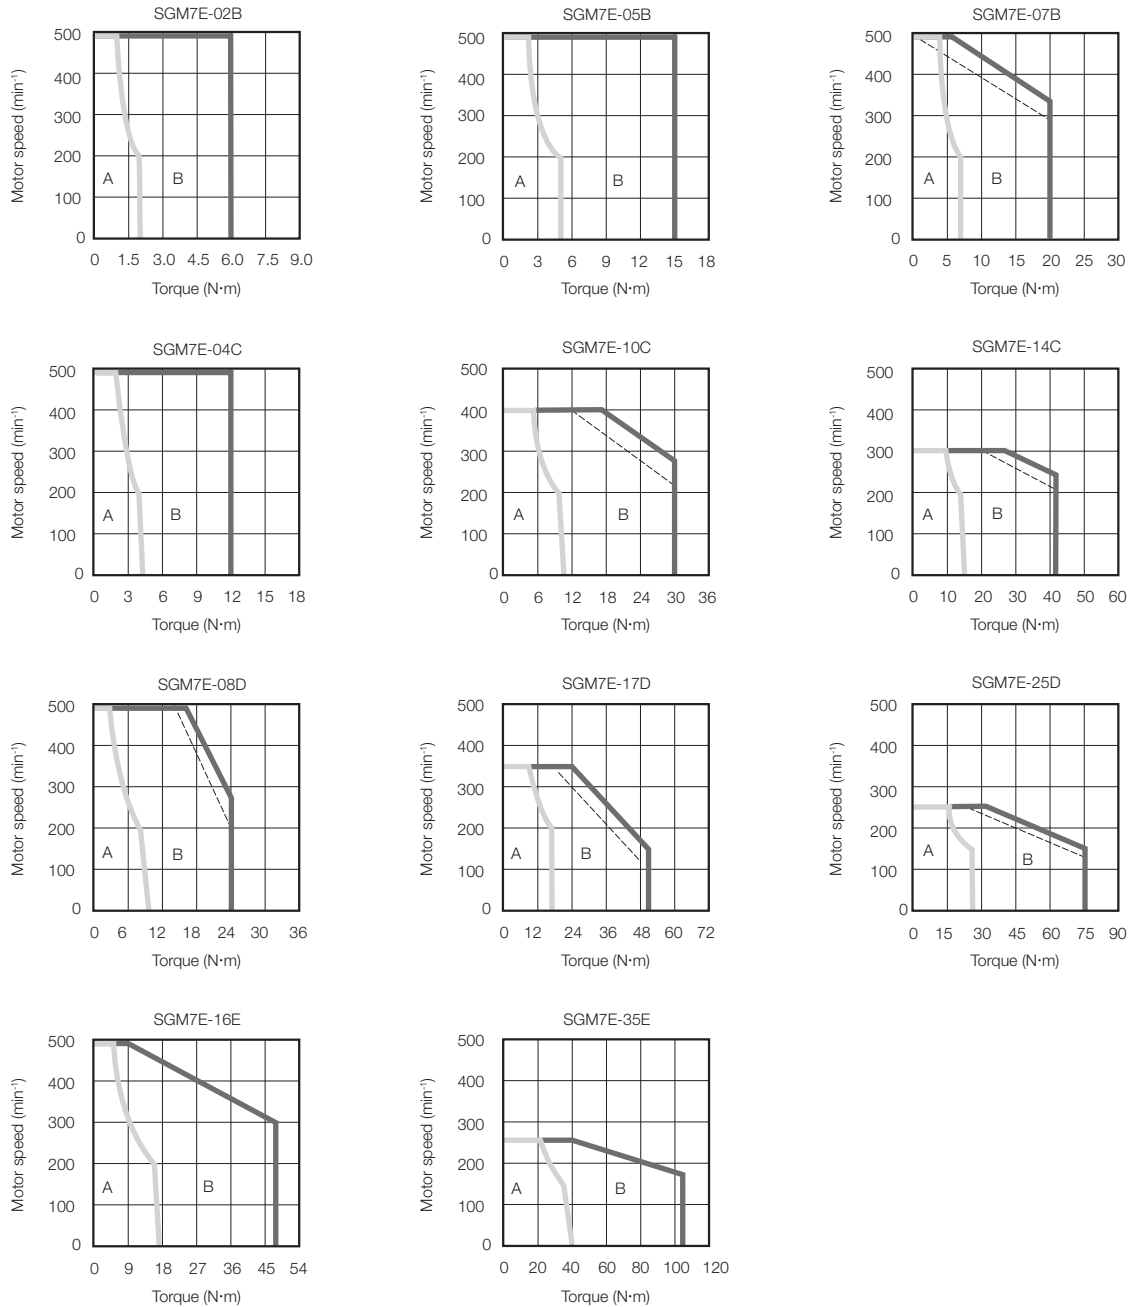 SGM7E-02B
Motor speed (min-1)
500
400
300
200
100
0
A
B
0 1.5 3.0 4.5 6.0 7.5 9.0
Torque (N•m)
SGM7E-05B
Motor speed (min-1)
500
400
300
200
100
0
A
B
0 3 6 9 12 15 18
Torque (N•m)
SGM7E-07B
Motor speed (min-1)
500
400
300
200
100
0
A
B
0 5 10 15 20 25 30
Torque (N•m)
SGM7E-04C
Motor speed (min-1)
500
400
300
200
100
0
A
B
0 3 6 9 12 15 18
Torque (N•m)
SGM7E-10C
Motor speed (min-1)
500
400
300
200
100
0
A
B
0 6 12 18 24 30 36
Torque (N•m)
SGM7E-14C
Motor speed (min-1)
500
400
300
200
100
0
A
B
0 10 20 30 40 50 60
Torque (N•m)
SGM7E-08D
Motor speed (min-1)
500
400
300
200
100
0
A
B
0 6 12 18 24 30 36
Torque (N•m)
SGM7E-17D
Motor speed (min-1)
500
400
300
200
100
0
A
B
0 12 24 36 48 60 72
Torque (N•m)
SGM7E-25D
Motor speed (min-1)
500
400
300
200
100
0
A
B
0 15 30 45 60 75 90
Torque (N•m)
SGM7E-16E
Motor speed (min-1)
500
400
300
200
100
0
A
B
0 9 18 27 36 45 54
Torque (N•m)
SGM7E-35E
Motor speed (min-1)
500
400
300
200
100
0
A
B
0 20 40 60 80 100 120
Torque (N•m)